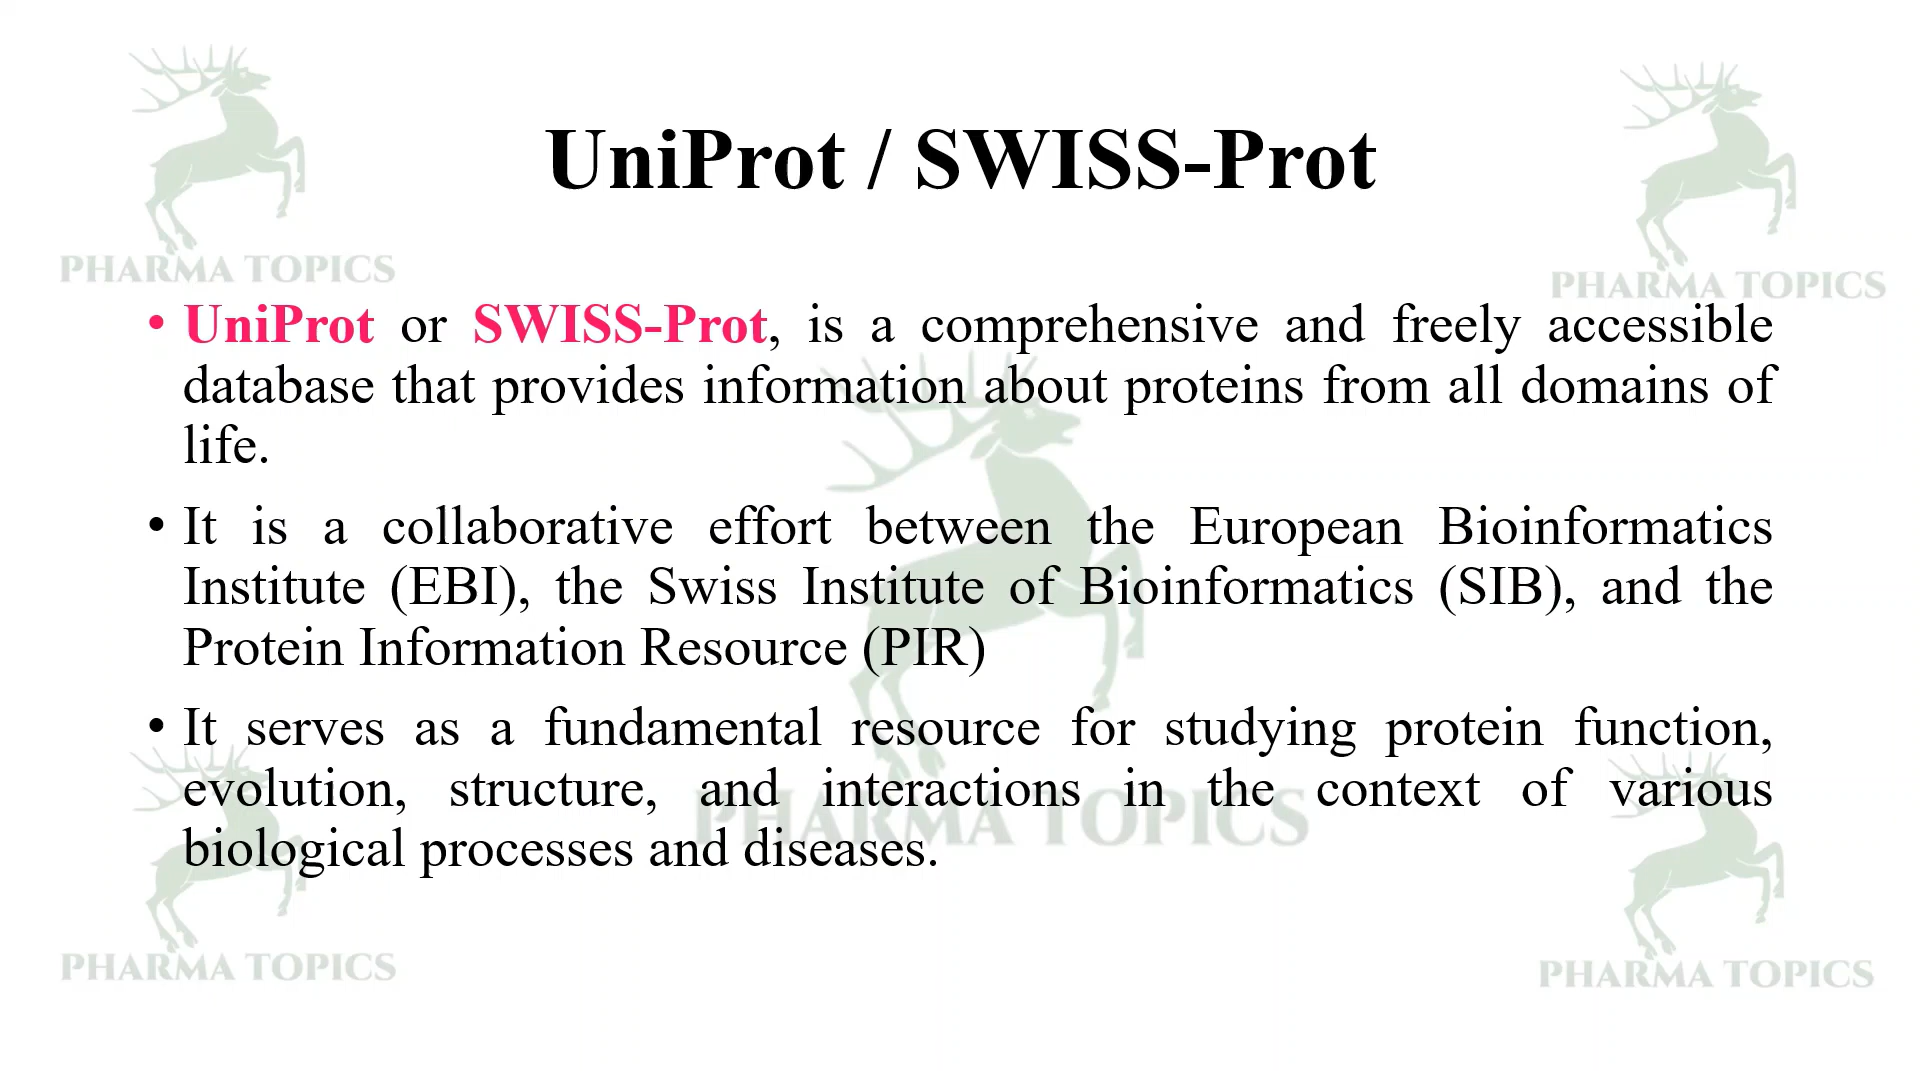 UniProt / SWISS-Prot
PHARMA TOPICS
PHARMA TOPICS
• UniProt or SWISS-Prot, is a comprehensive and freely accessible
database that provides information about proteins from all domains of
life.
• It is a collaborative effort between the European Bioinformatics
Institute (EBI), the Swiss Institute of Bioinformatics (SIB), and the
Protein Information Resource (PIR)
• It serves as a fundamental resource for studying protein function,
evolution, structure, and interactions in the context of various
biological processes and diseases.
PHARMA TOPICS
PHARMA TOPICS
PHARMA TOPICS